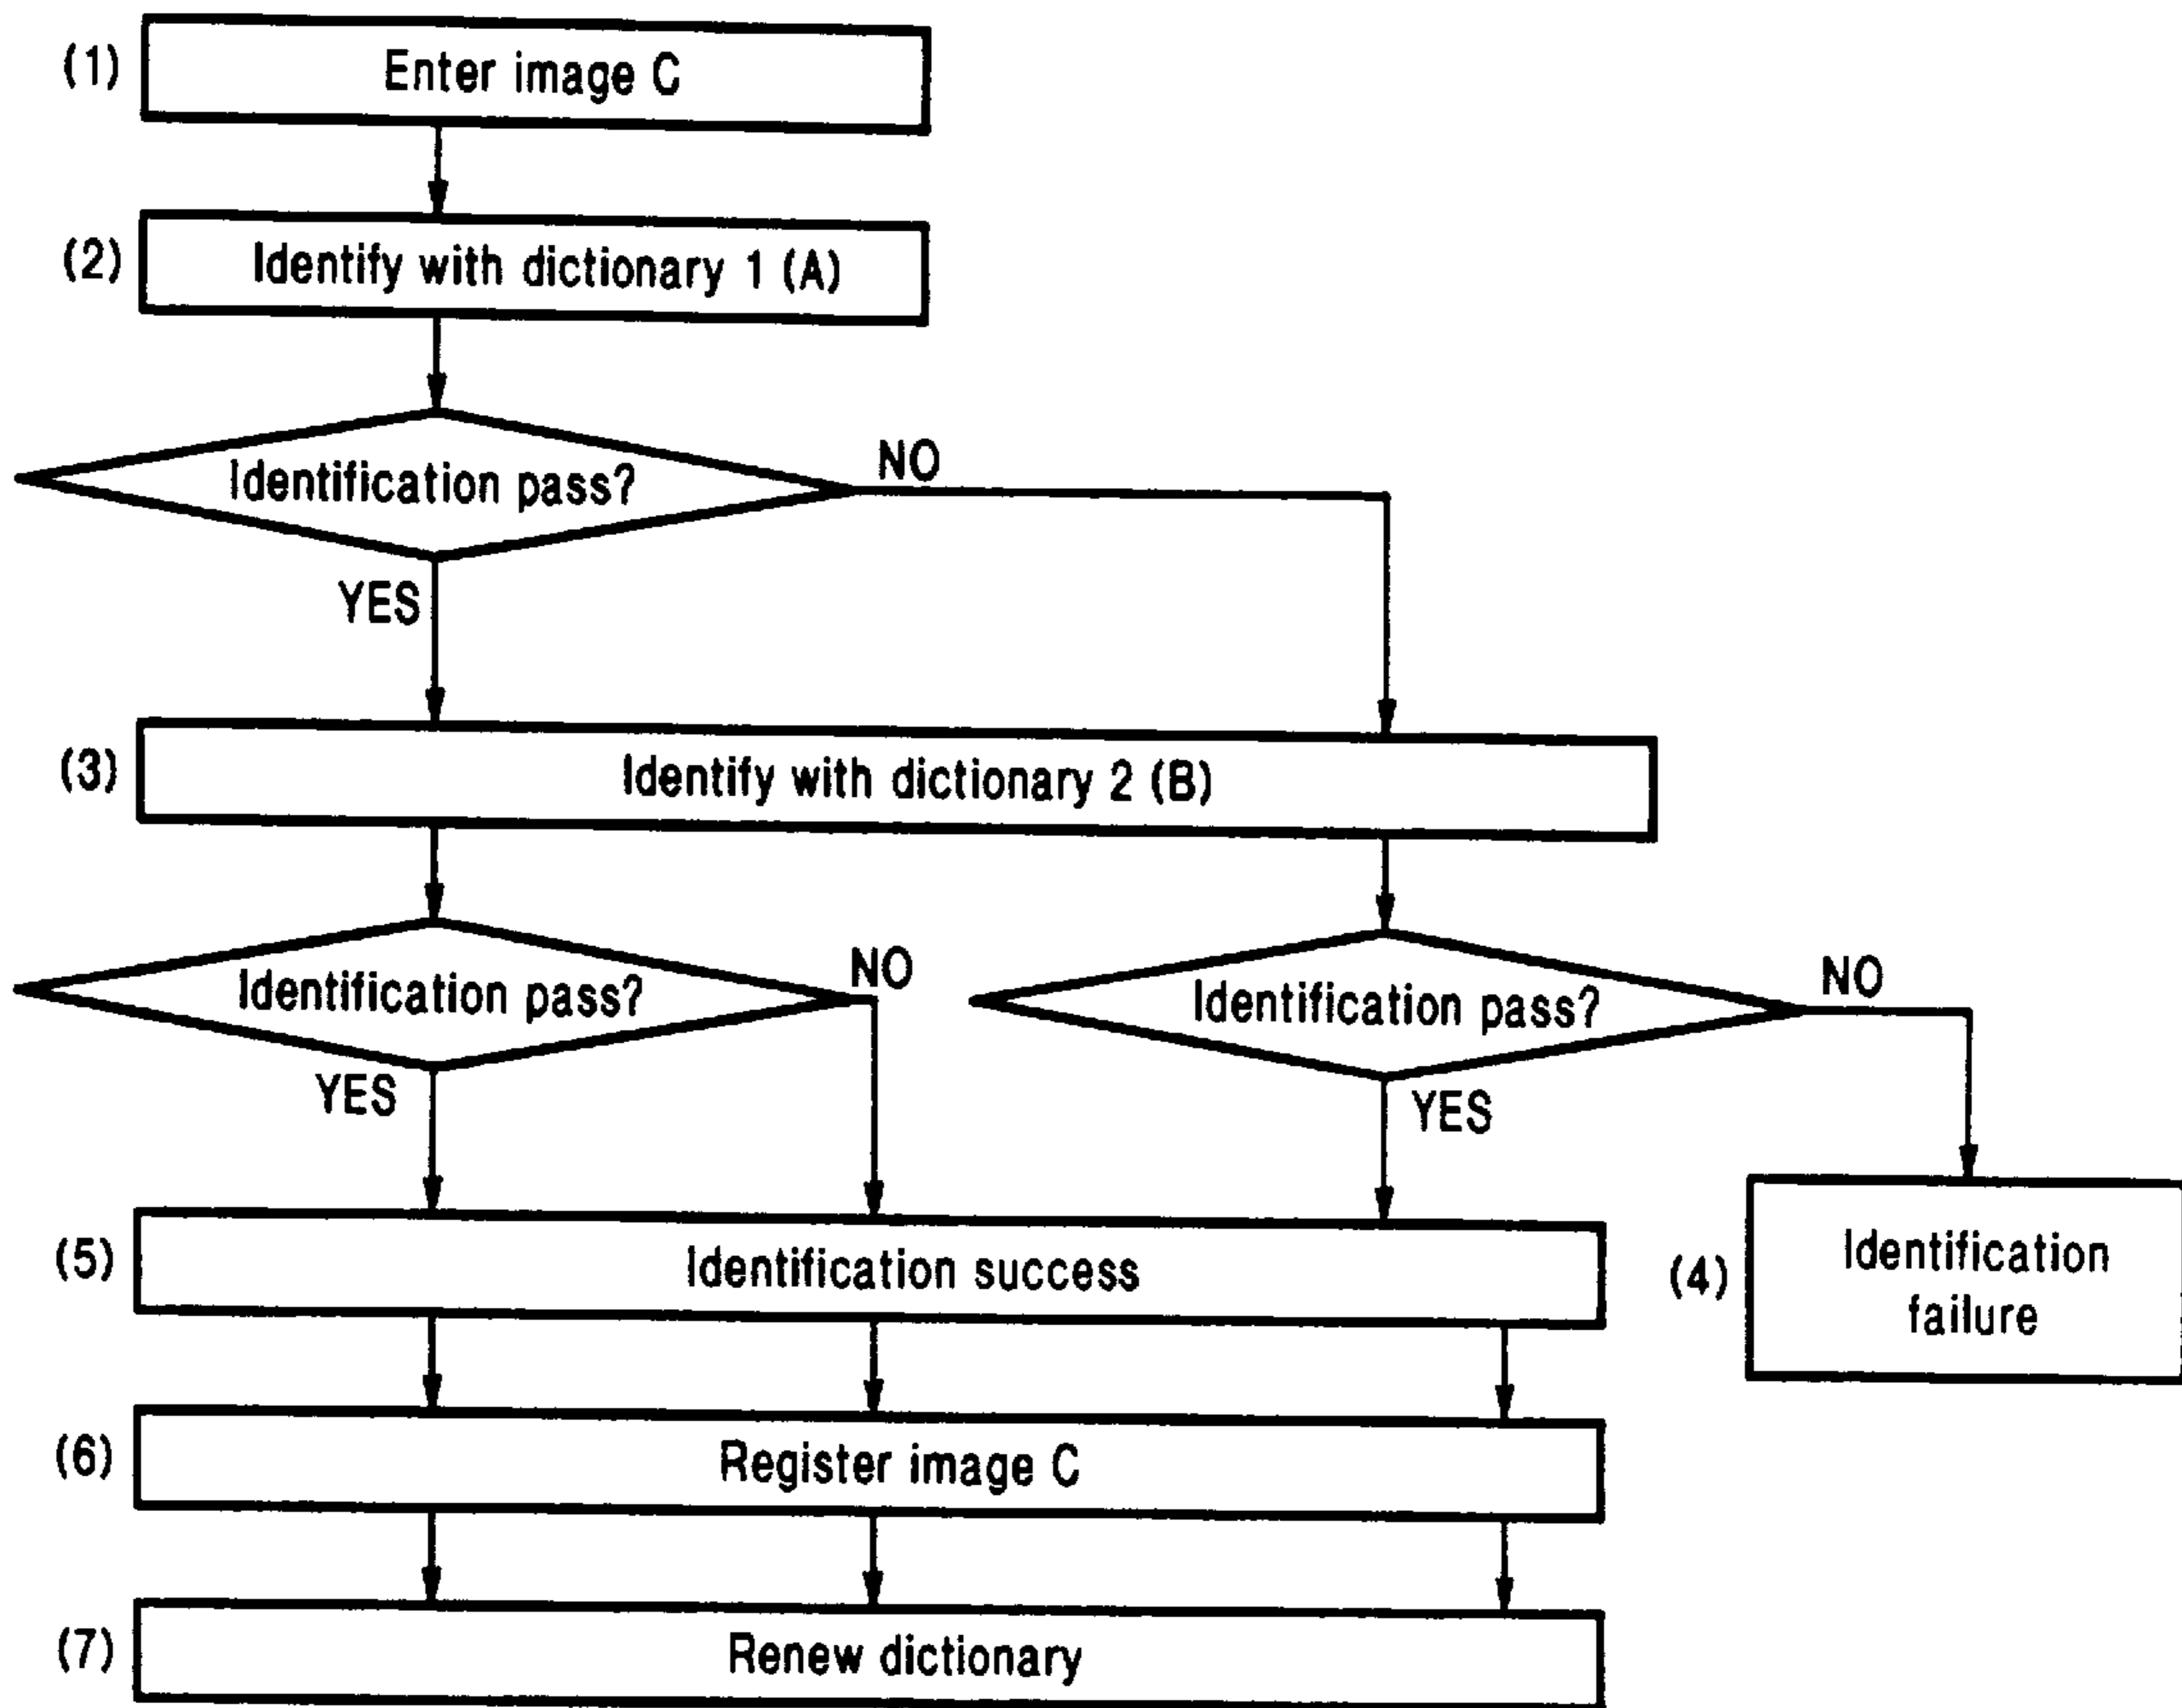 (1) Enter image C
(2) Identify with dictionary 1 (A)
Identification pass?
NO
YES
(3) Identify with dictionary 2 (B)
Identification pass?
NO
YES
Identification pass?
NO
YES
(5) Identification success
(4) Identification
failure
(6) Register image C
(7) Renew dictionary